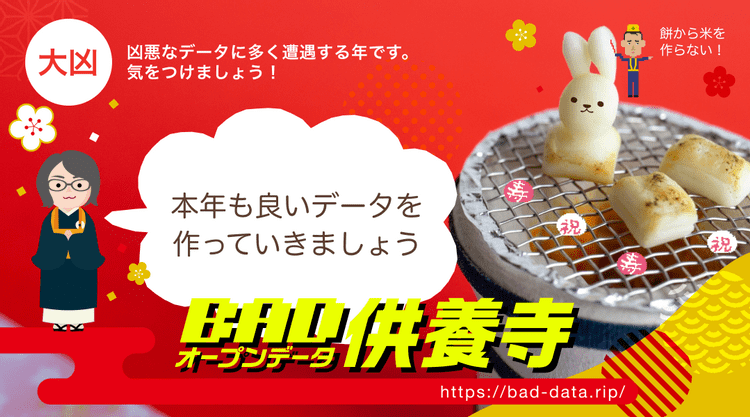 大凶
凶悪なデータに多く遭遇する年です。
気をつけましょう！
餅から米を
作らない！
本年も良いデータを
作っていきましょう
寿
祝
寿
祝
BAD
オープンデータ
供養寺
https://bad-data.rip/